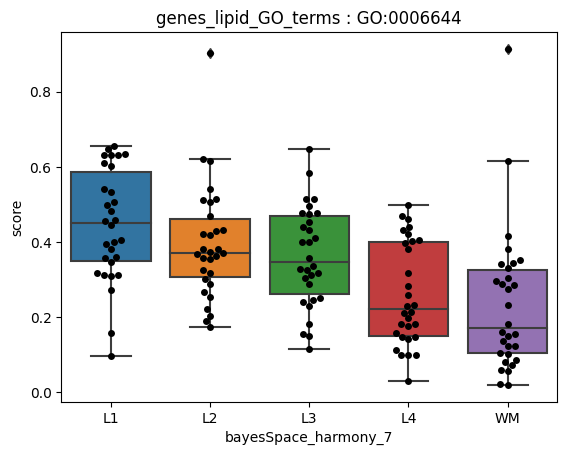 genes_lipid_GO_terms : GO:0006644
score
0.8
0.6
0.4
0.2
0.0
L1 L2 L3 L4 WM
bayesSpace_harmony_7